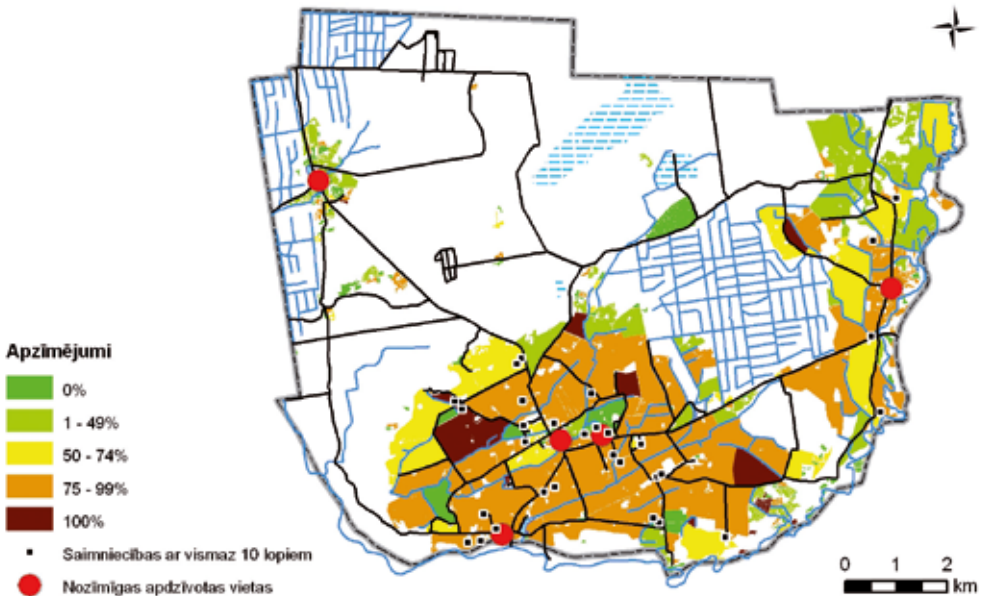 Apzīmējumi
0%
1 - 49%
50 - 74%
75 - 99%
100%
Saimniecības ar vismaz 10 lopiem
Nozīmīgas apdzīvotas vietas
0 1 2
km